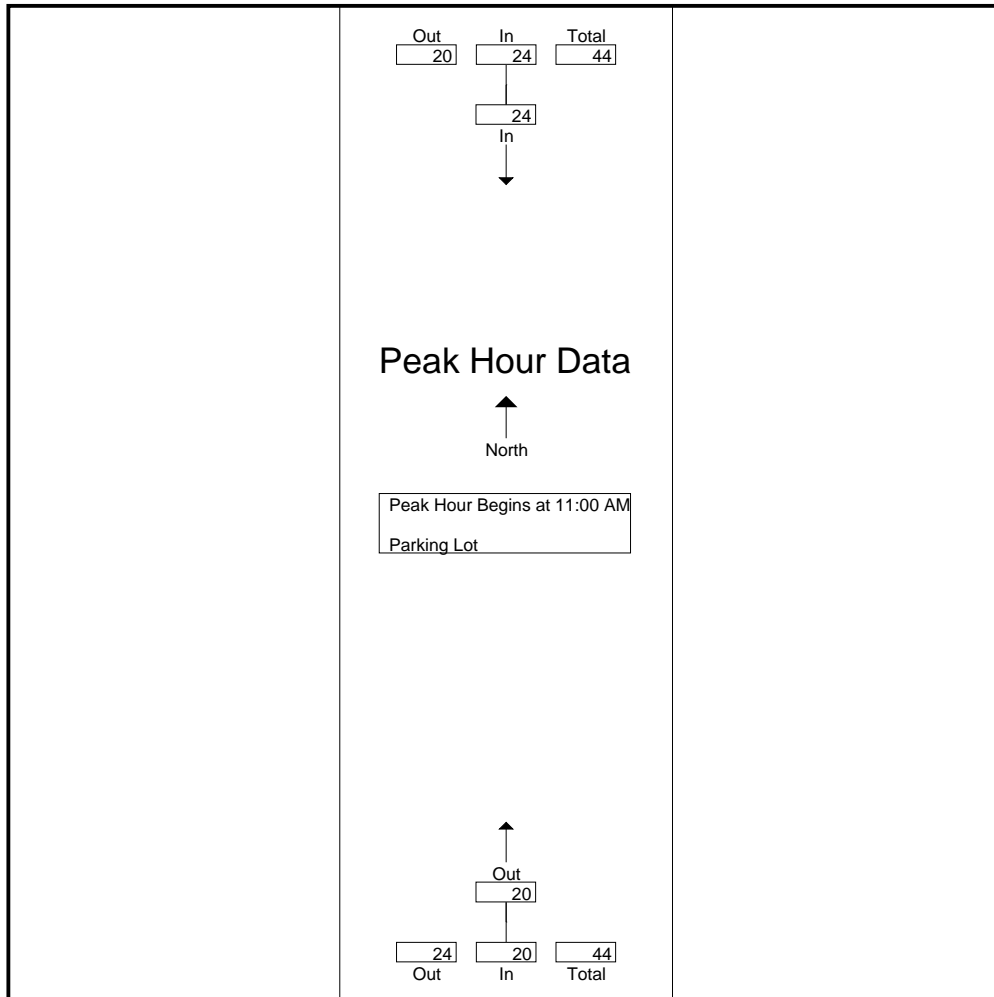 Out In Total
20 24 44
24
In
Peak Hour Data
North
Peak Hour Begins at 11:00 AM
Parking Lot
Out
20
24 20 44
Out In Total